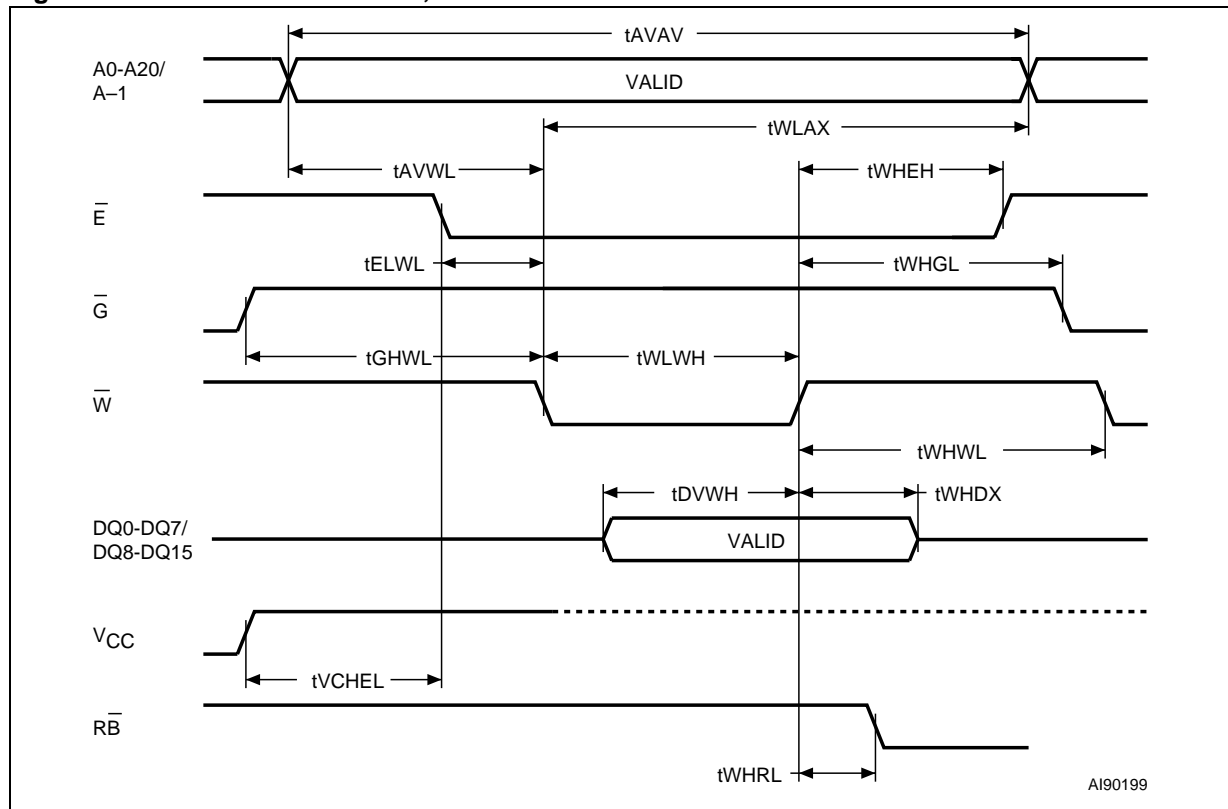 tAVAV
A0-A20/
A–1
VALID
tWLAX
tAVWL
tWHEH
E̅
tELWL
tWHGL
G̅
tGHWL
tWLWH
W̅
tWHWL
tDVWH
tWHDX
DQ0-DQ7/
DQ8-DQ15
VALID
VCC
tVCHEL
RB̅
tWHRL
AI90199